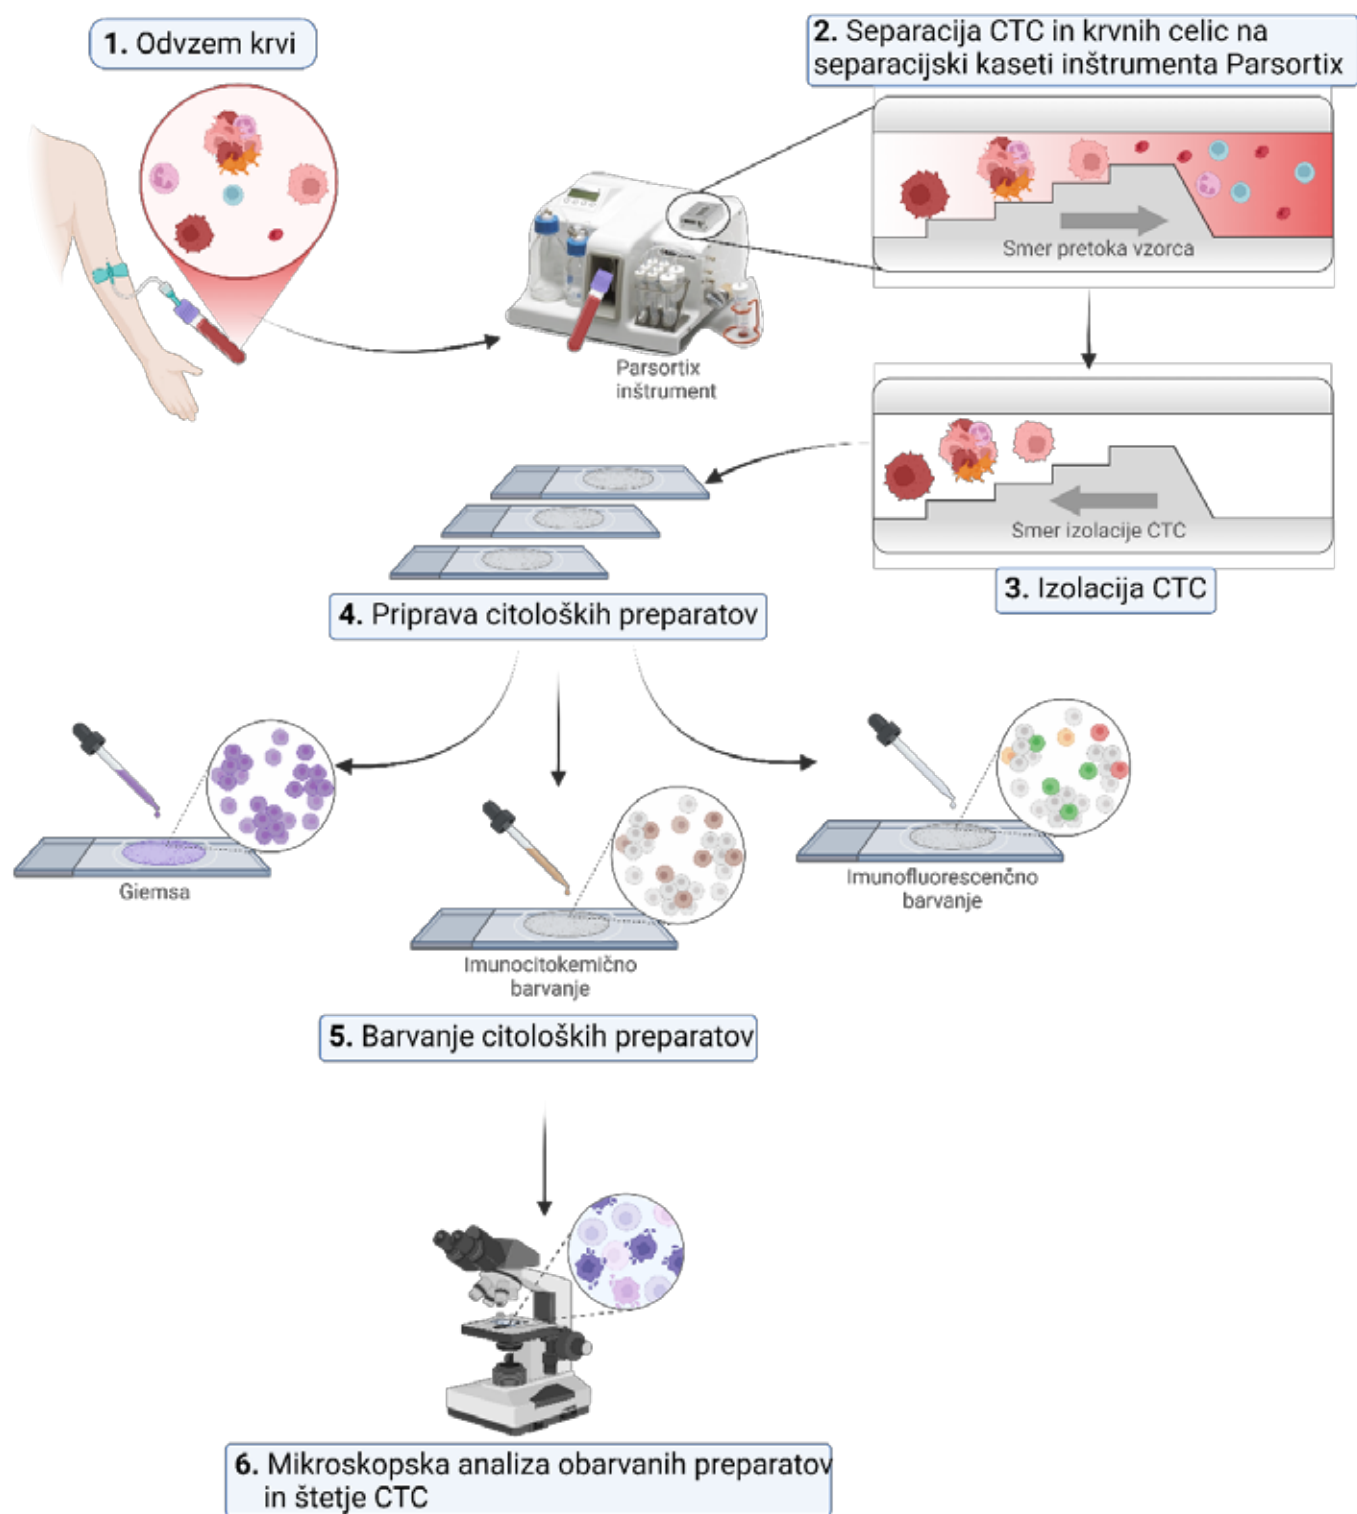 1. Odvzem krvi
2. Separacija CTC in krvnih celic na
separacijski kaseti inštrumenta Parsortix
Smer pretoka vzorca
Parsortix
inštrument
Smer izolacije CTC
3. Izolacija CTC
4. Priprava citoloških preparatov
Giemsa
Imunocitokemično
barvanje
Imunofluorescenčno
barvanje
5. Barvanje citoloških preparatov
6. Mikroskopska analiza obarvanih preparatov
in štetje CTC